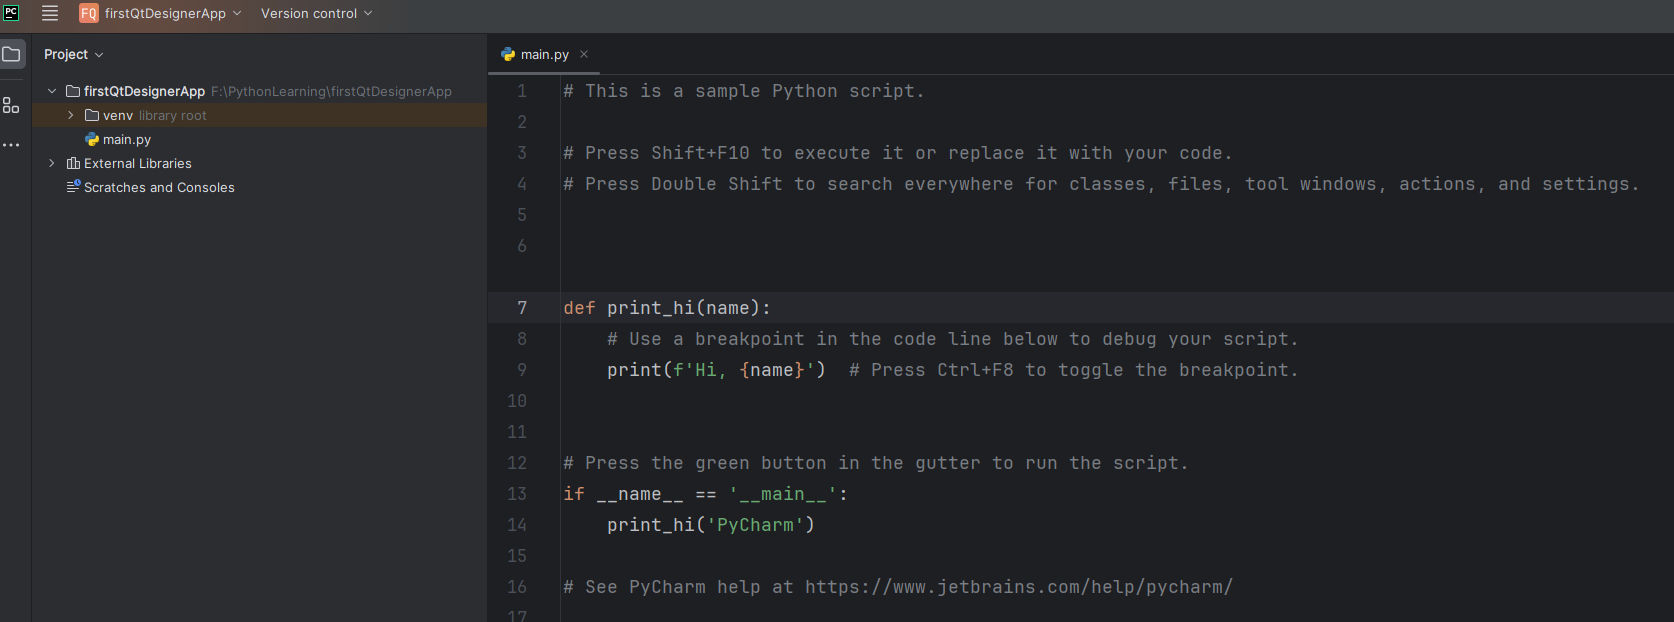 PC
FQ firstQtDesignerApp Version control
Project
main.py
firstQtDesignerApp F:\PythonLearning\firstQtDesignerApp
venv library root
main.py
External Libraries
Scratches and Consoles
1 # This is a sample Python script.
2
3 # Press Shift+F10 to execute it or replace it with your code.
4 # Press Double Shift to search everywhere for classes, files, tool windows, actions, and settings.
5
6
7 def print_hi(name):
8 # Use a breakpoint in the code line below to debug your script.
9 print(f'Hi, {name}') # Press Ctrl+F8 to toggle the breakpoint.
10
11
12 # Press the green button in the gutter to run the script.
13 if __name__ == '__main__':
14 print_hi('PyCharm')
15
16 # See PyCharm help at https://www.jetbrains.com/help/pycharm/
17